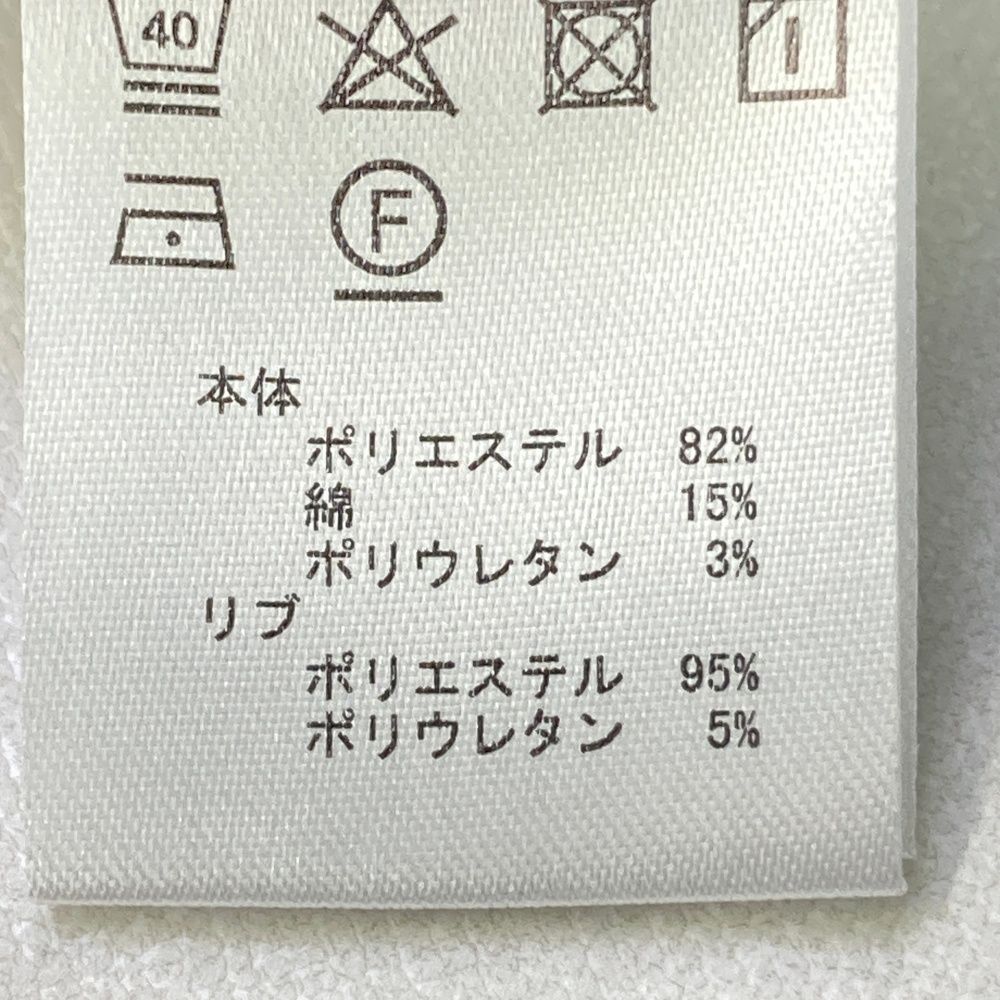 40
F
本体
ポリエステル 82%
綿 15%
ポリウレタン 3%
リブ
ポリエステル 95%
ポリウレタン 5%